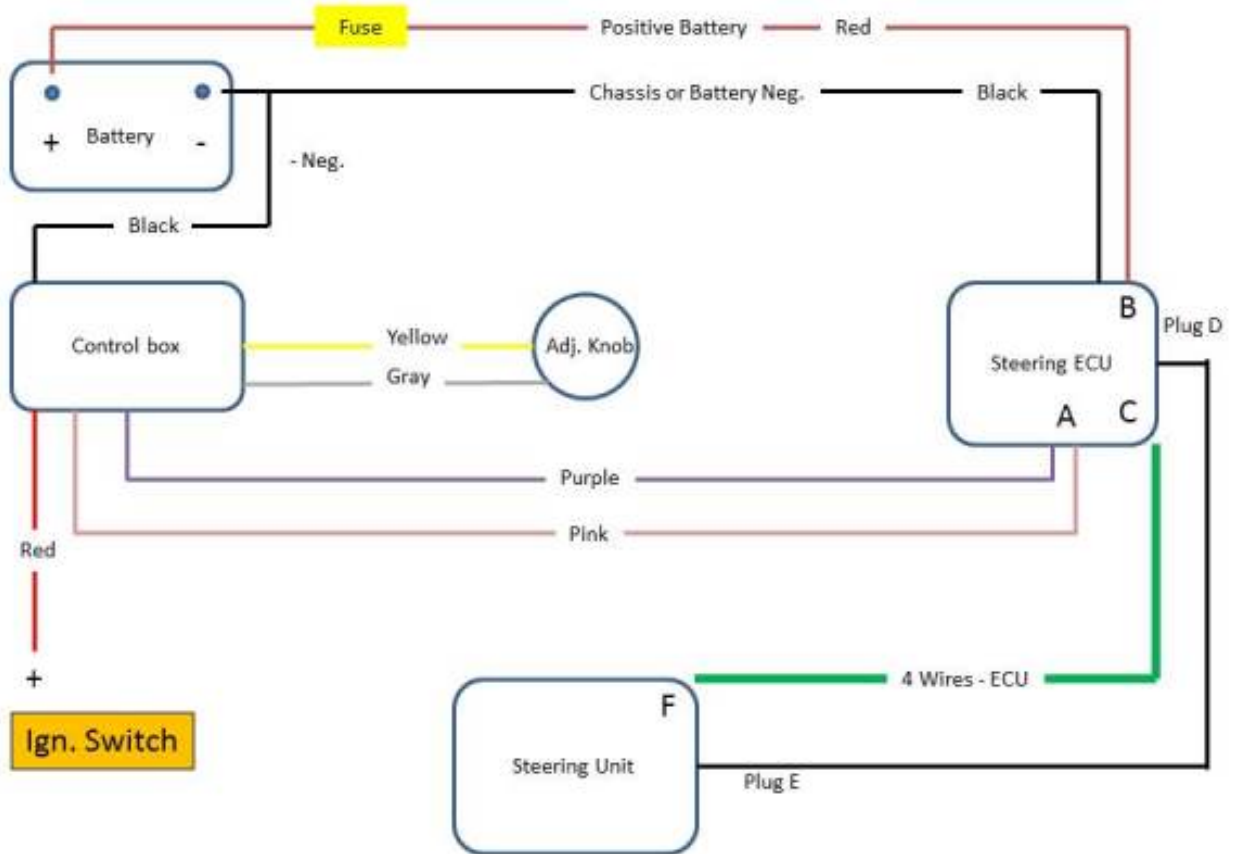 Fuse
Positive Battery
Red
Chassis or Battery Neg.
Black
Battery
+
-
- Neg.
Black
Control box
Yellow
Gray
Adj. Knob
B
Plug D
Steering ECU
A
C
Purple
Pink
Red
+
Ign. Switch
4 Wires - ECU
F
Steering Unit
Plug E